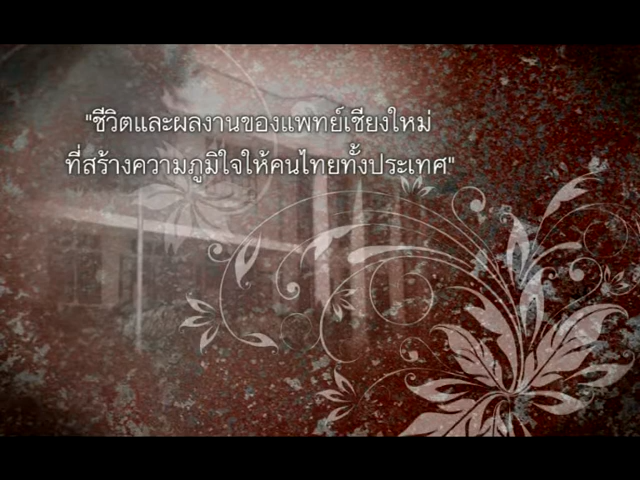 "ชีวิตและผลงานของแพทย์เชียงใหม่
ที่สร้างความภูมิใจให้คนไทยทั้งประเทศ"